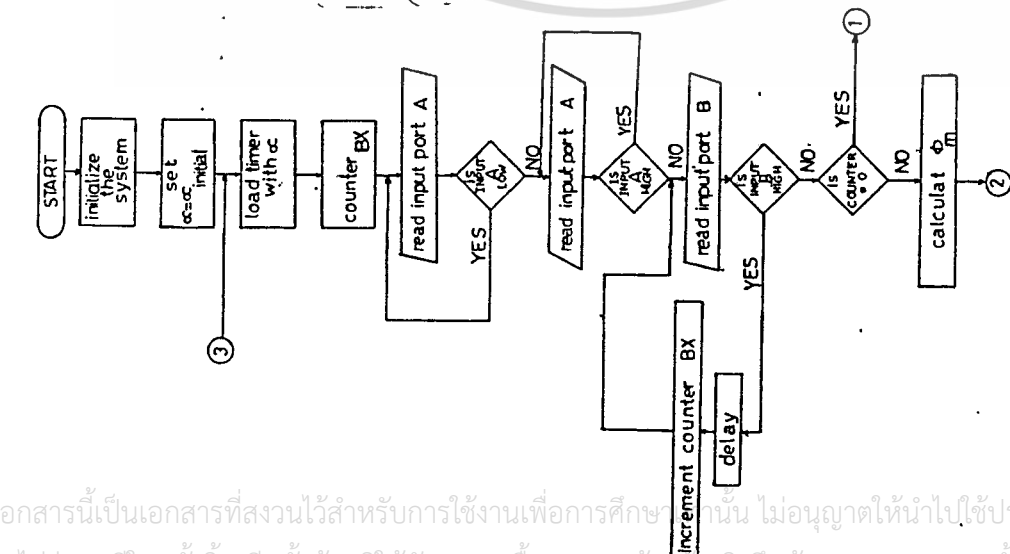 START
initialize
the
system
set
α=α initial
3
load timer
with α
counter BX
read input port A
IS
INPUT
A
LOW
YES
NO
read input port A
IS
INPUT
A
HIGH
YES
NO
read input port B
IS
INPUT
B
HIGH
YES
NO
delay
Increment counter BX
IS
COUNTER
= 0
YES
1
NO
calculat Φm
2
อกสารนี้เป็นเอกสารที่สงวนไว้สำหรับการใช้งานเพื่อการศึกษาเท่านั้น ไม่อนุญาตให้นำไปใช้ประ